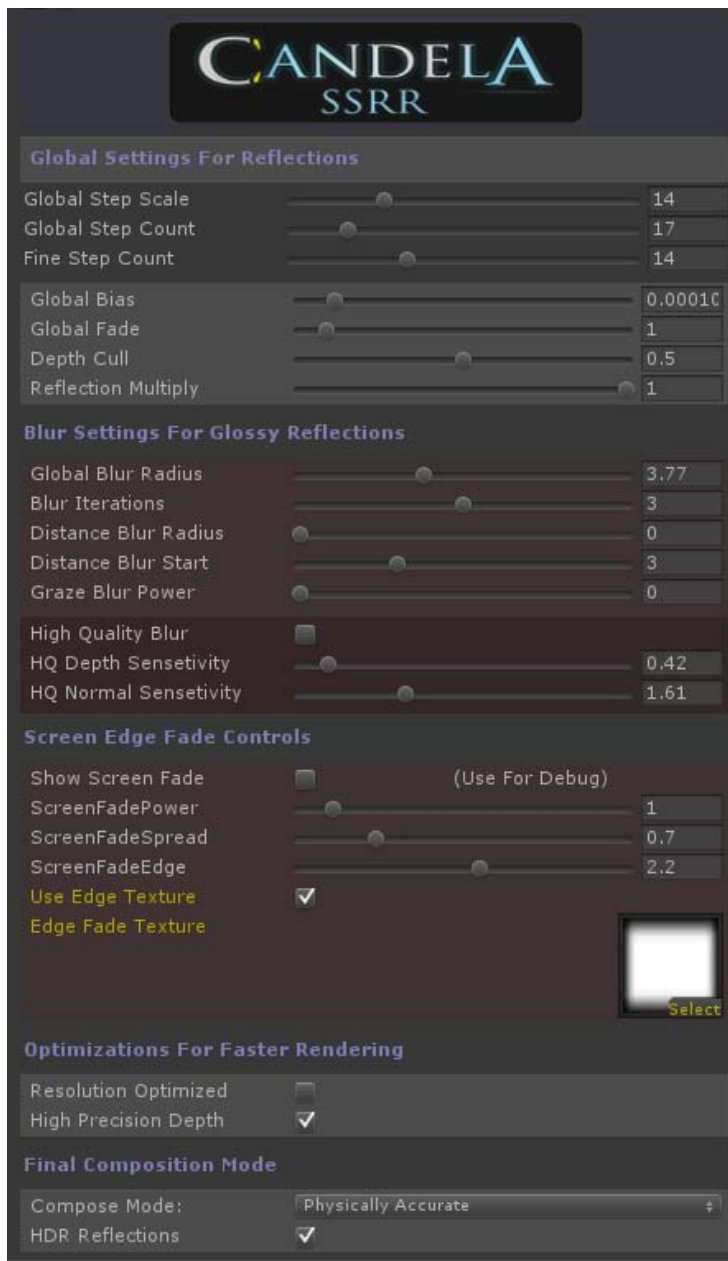 CANDELA
SSRR
Global Settings For Reflections
Global Step Scale 14
Global Step Count 17
Fine Step Count 14
Global Bias 0.00010
Global Fade 1
Depth Cull 0.5
Reflection Multiply 1
Blur Settings For Glossy Reflections
Global Blur Radius 3.77
Blur Iterations 3
Distance Blur Radius 0
Distance Blur Start 3
Graze Blur Power 0
High Quality Blur
HQ Depth Sensetivity 0.42
HQ Normal Sensetivity 1.61
Screen Edge Fade Controls
Show Screen Fade (Use For Debug)
ScreenFadePower 1
ScreenFadeSpread 0.7
ScreenFadeEdge 2.2
Use Edge Texture
Edge Fade Texture
Select
Optimizations For Faster Rendering
Resolution Optimized
High Precision Depth
Final Composition Mode
Compose Mode: Physically Accurate
HDR Reflections